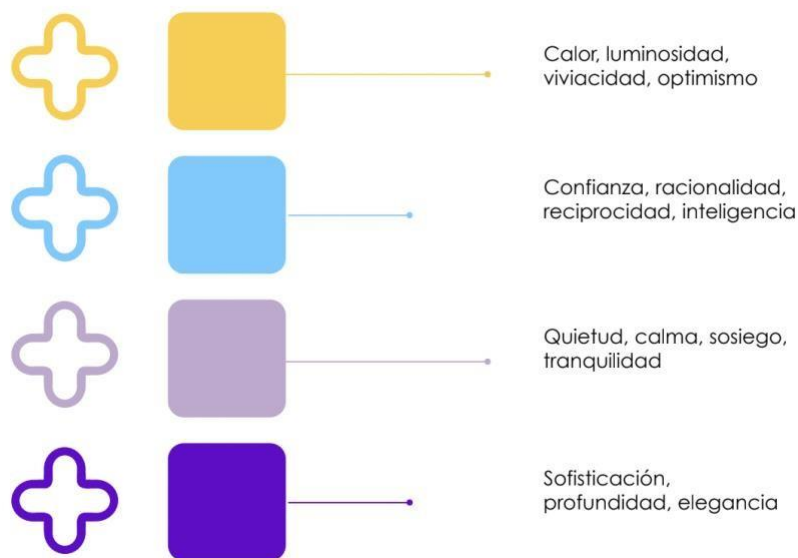 Calor, luminosidad,
viviacidad, optimismo
Confianza, racionalidad,
reciprocidad, inteligencia
Quietud, calma, sosiego,
tranquilidad
Sofisticación,
profundidad, elegancia